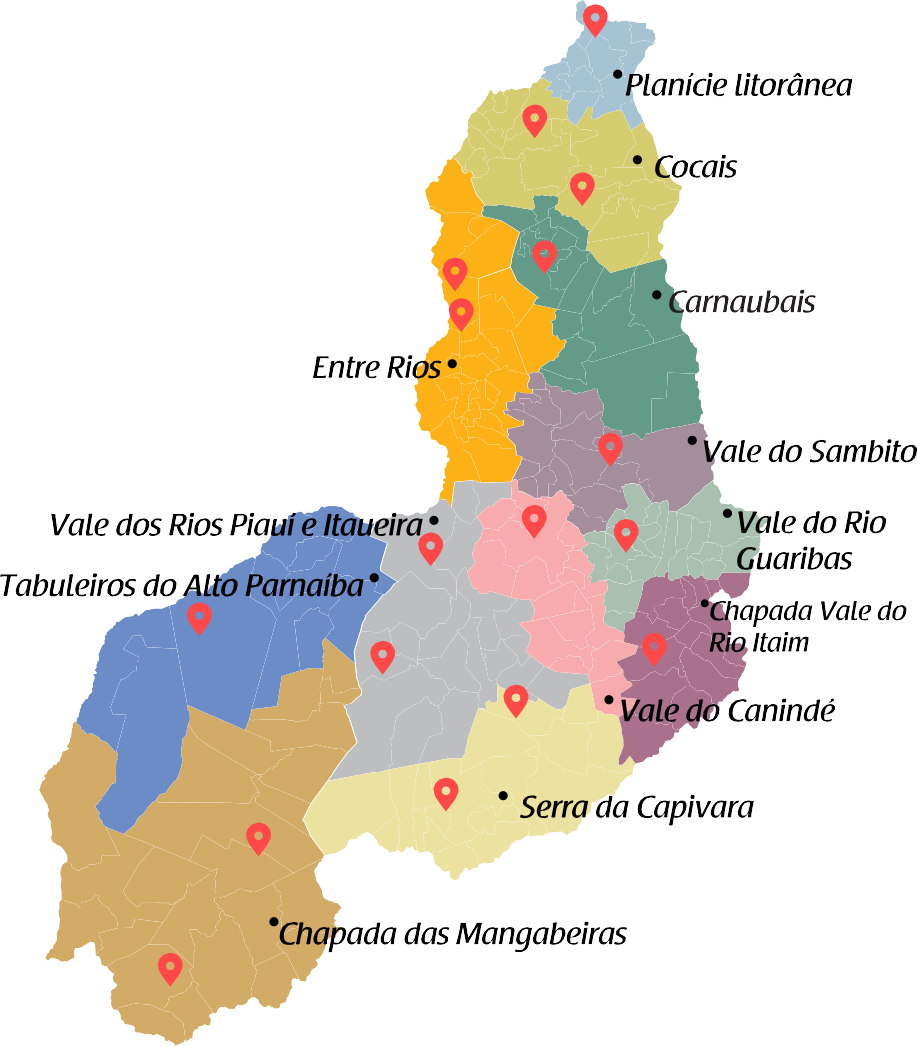 Planície litorânea
Cocais
Carnaubais
Entre Rios
Vale do Sambito
Vale dos Rios Piauí e Itaueira
Vale do Rio
Guaribas
Tabuleiros do Alto Parnaíba
Chapada Vale do
Rio Itaim
Vale do Canindé
Serra da Capivara
Chapada das Mangabeiras